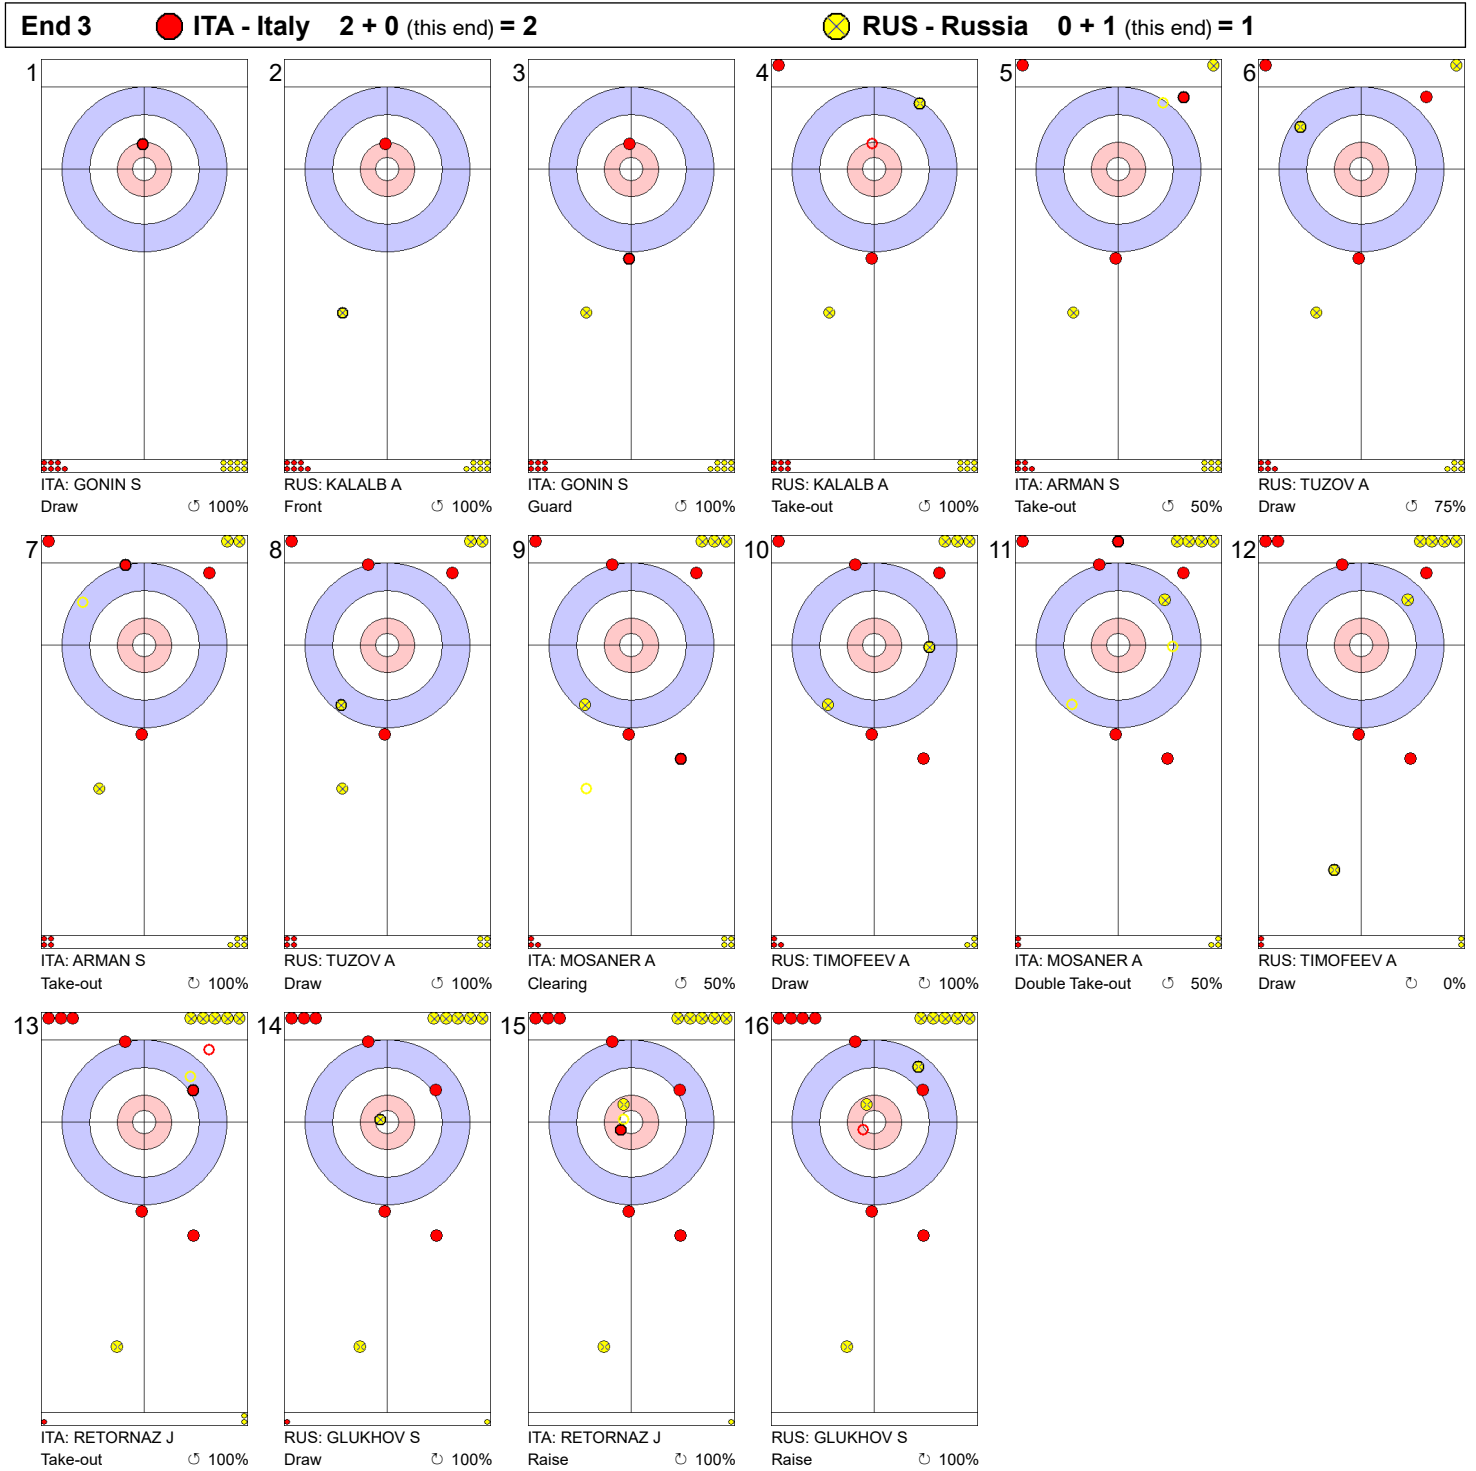 End 3 ITA - Italy 2 + 0 (this end) = 2 RUS - Russia 0 + 1 (this end) = 1
1 2 3 4 5 6
ITA: GONIN S RUS: KALALB A ITA: GONIN S RUS: KALALB A ITA: ARMAN S RUS: TUZOV A
Draw ↺ 100% Front ↺ 100% Guard ↺ 100% Take-out ↺ 100% Take-out ↺ 50% Draw ↺ 75%
7 8 9 10 11 12
ITA: ARMAN S RUS: TUZOV A ITA: MOSANER A RUS: TIMOFEEV A ITA: MOSANER A RUS: TIMOFEEV A
Take-out ↻ 100% Draw ↻ 100% Clearing ↺ 50% Draw ↻ 100% Double Take-out ↺ 50% Draw ↻ 0%
13 14 15 16
ITA: RETORNAZ J RUS: GLUKHOV S ITA: RETORNAZ J RUS: GLUKHOV S
Take-out ↺ 100% Draw ↺ 100% Raise ↻ 100% Raise ↻ 100%